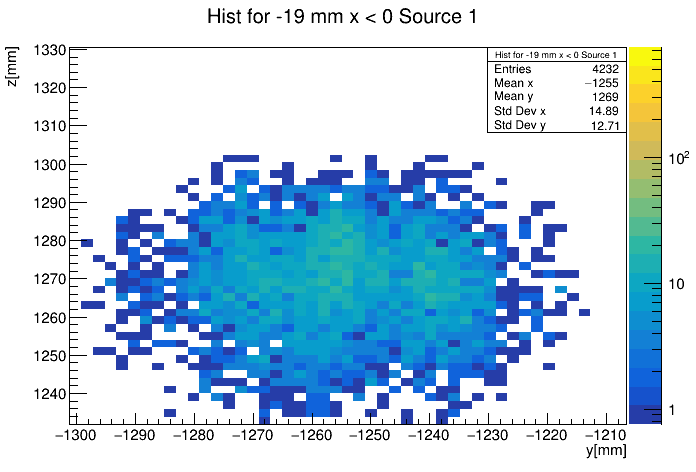 Hist for -19 mm x < 0 Source 1
z[mm]
1330
1320
1310
1300
1290
1280
1270
1260
1250
1240
Hist for -19 mm x < 0 Source 1
Entries 4232
Mean x −1255
Mean y 1269
Std Dev x 14.89
Std Dev y 12.71
10²
10
1
−1300 −1290 −1280 −1270 −1260 −1250 −1240 −1230 −1220 −1210
y[mm]